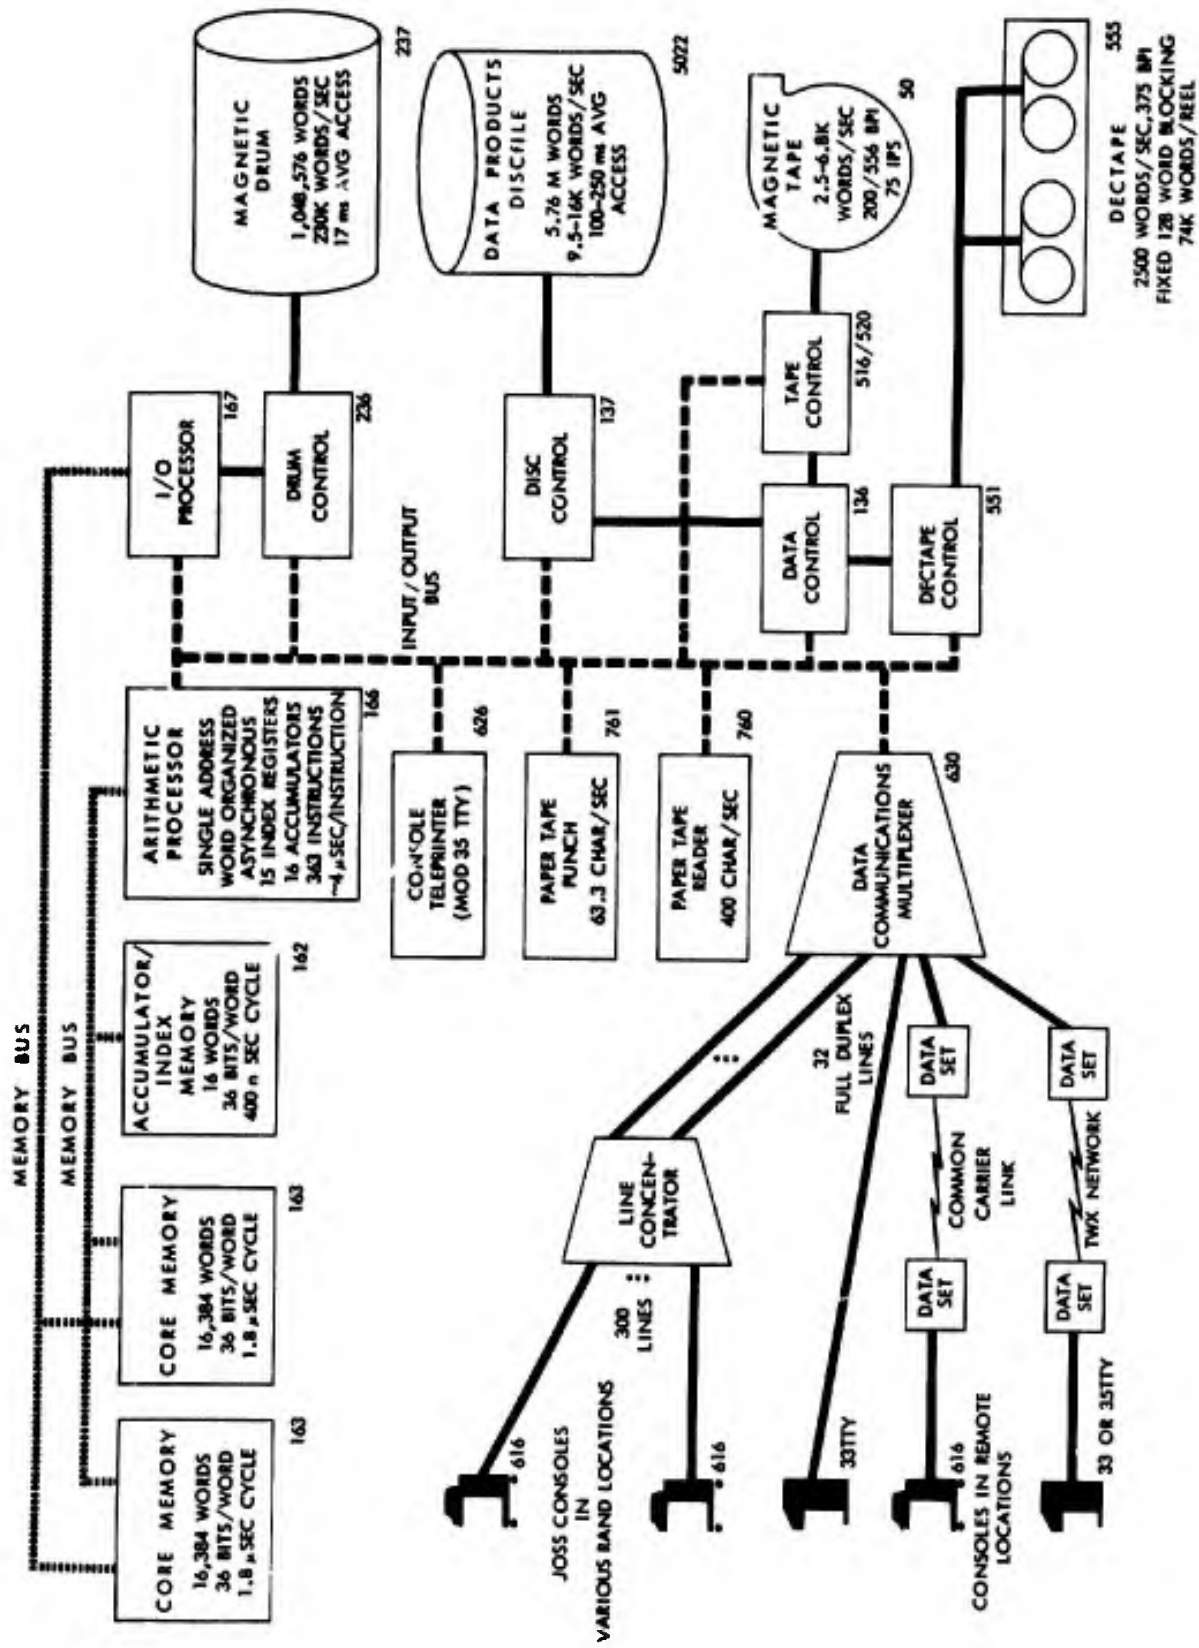 MEMORY BUS
MEMORY BUS
CORE MEMORY
16,384 WORDS
36 BITS/WORD
1.8 µSEC CYCLE
163
CORE MEMORY
16,384 WORDS
36 BITS/WORD
1.8 µSEC CYCLE
163
ACCUMULATOR/
INDEX
MEMORY
16 WORDS
36 BITS/WORD
400 n SEC CYCLE
162
ARITHMETIC
PROCESSOR
SINGLE ADDRESS
WORD ORGANIZED
ASYNCHRONOUS
15 INDEX REGISTERS
16 ACCUMULATORS
363 INSTRUCTIONS
~4 µSEC/INSTRUCTION
166
I/O
PROCESSOR
167
DRUM
CONTROL
236
MAGNETIC
DRUM
1,048,576 WORDS
230K WORDS/SEC
17 ms AVG ACCESS
237
INPUT/OUTPUT
BUS
CONSOLE
TELEPRINTER
(MOD 35 TTY)
626
PAPER TAPE
PUNCH
63.3 CHAR/SEC
761
PAPER TAPE
READER
400 CHAR/SEC
760
DISC
CONTROL
137
DATA PRODUCTS
DISCFILE
5.76 M WORDS
9.5-16K WORDS/SEC
100-250 ms AVG
ACCESS
5022
DATA
CONTROL
136
TAPE
CONTROL
516/520
MAGNETIC
TAPE
2.5-6.8K
WORDS/SEC
200/556 BPI
75 IPS
50
DECTAPE
CONTROL
551
555
DECTAPE
2500 WORDS/SEC, 375 BPI
FIXED 128 WORD BLOCKING
74K WORDS/REEL
DATA
COMMUNICATIONS
MULTIPLEXER
630
32
FULL DUPLEX
LINES
LINE
CONCEN-
TRATOR
300
LINES
616
JOSS CONSOLES
IN
VARIOUS RAND LOCATIONS
616
33TTY
DATA
SET
COMMON
CARRIER
LINK
DATA
SET
616
CONSOLES IN REMOTE
LOCATIONS
DATA
SET
TWX NETWORK
DATA
SET
33 OR 35TTY